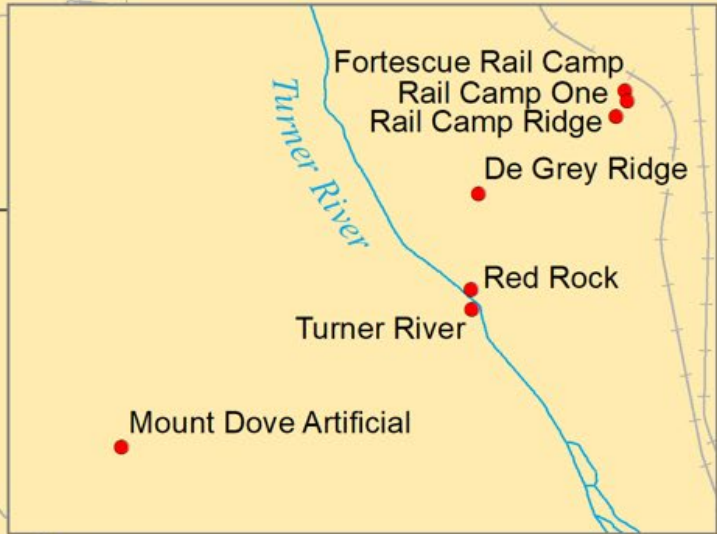 Fortescue Rail Camp
Rail Camp One
Rail Camp Ridge
Turner River
De Grey Ridge
Red Rock
Turner River
Mount Dove Artificial